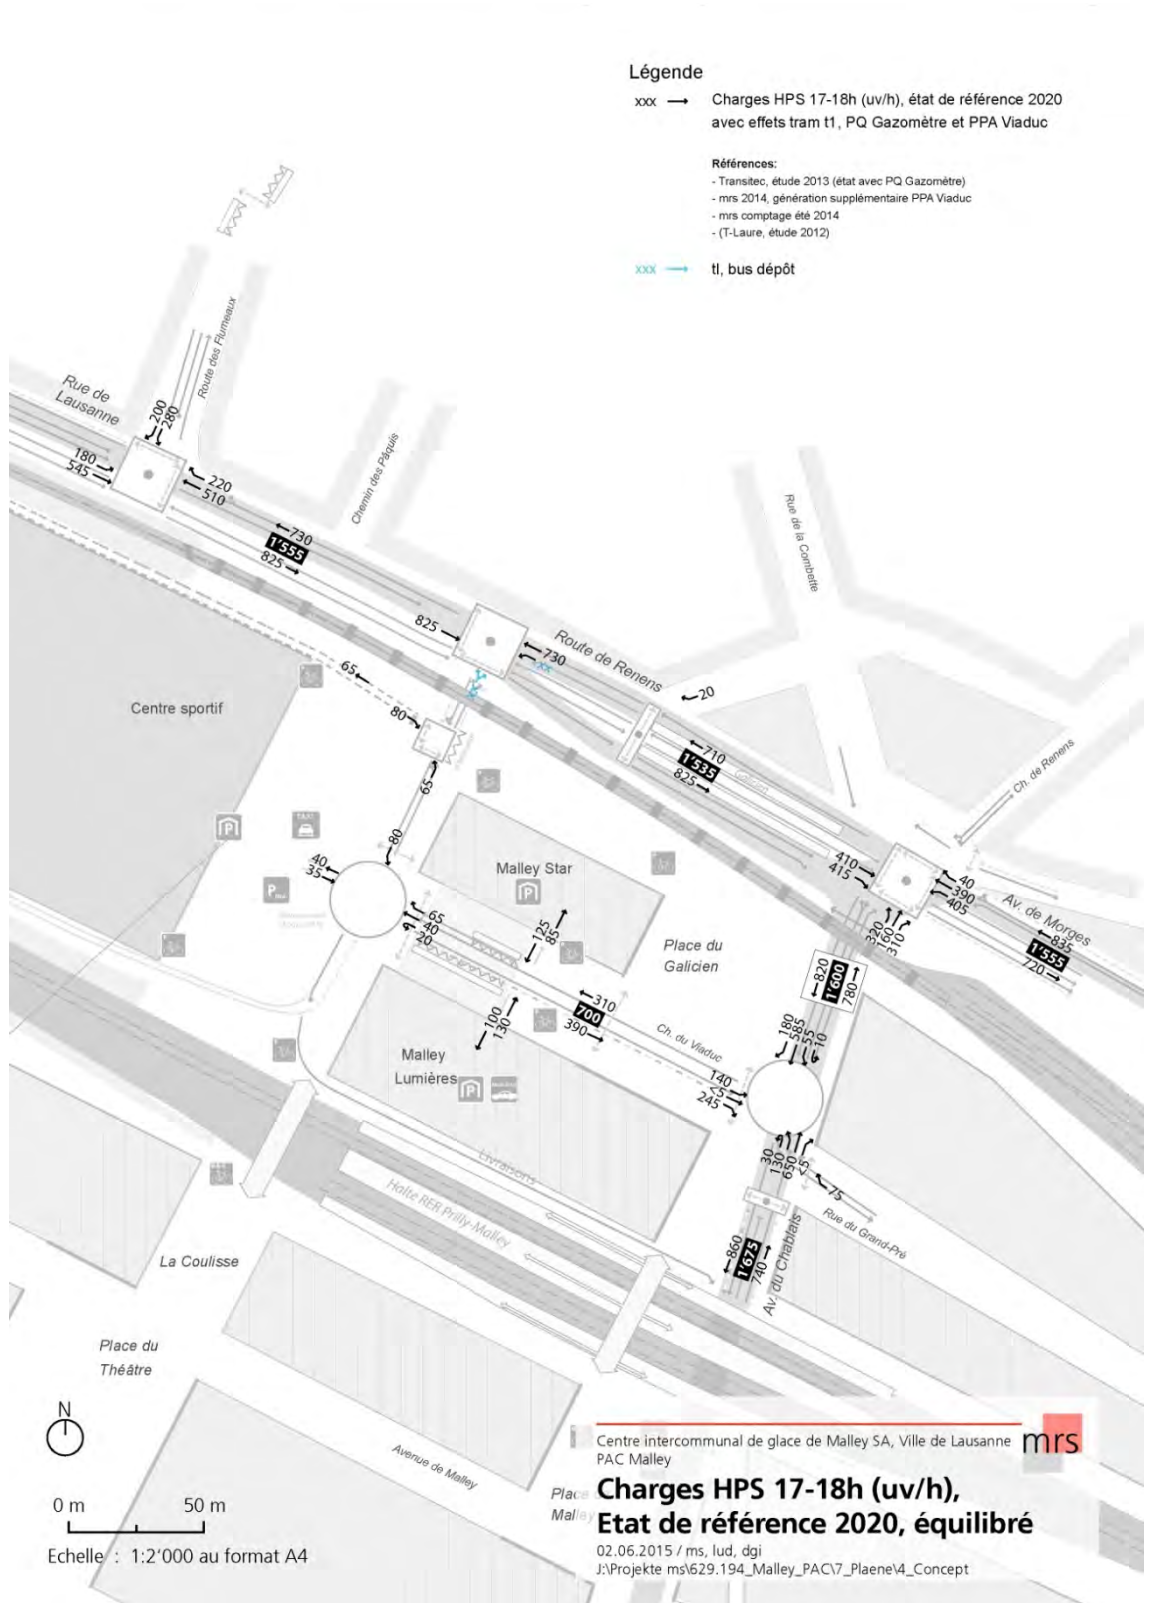 Légende
xxx
Charges HPS 17-18h (uv/h), état de référence 2020
avec effets tram t1, PQ Gazomètre et PPA Viaduc
Références:
- Transitec, étude 2013 (état avec PQ Gazomètre)
- mrs 2014, génération supplémentaire PPA Viaduc
- mrs comptage été 2014
- (T-Laure, étude 2012)
xxx
tl, bus dépôt
Route des Flumeaux
Rue de
Lausanne
200
280
180
545
220
510
Chemin des Pâquis
730
1'555
825
Rue de la Combette
825
Route de Renens
730
xx
20
65
Centre sportif
80
710
1'535
825
Galicien
Ch. de Renens
65
80
TAXI
Malley Star
P
40
35
P
410
415
40
390
405
Av. de Morges
835
1'555
720
65
40
20
125
85
Place du
Galicien
320
160
310
820
1'600
780
310
700
390
Ch. du Viaduc
100
130
180
585
55
10
Malley
Lumières
P
140
<5
245
30
130
650
<5
75
Livraisons
Halte RER Prilly-Malley
Rue du Grand-Pré
860
1'675
740
Av. du Chablais
La Coulisse
Place du
Théâtre
N
Avenue de Malley
0 m
50 m
Echelle : 1:2'000 au format A4
Centre intercommunal de glace de Malley SA, Ville de Lausanne
PAC Malley
mrs
Charges HPS 17-18h (uv/h),
Etat de référence 2020, équilibré
02.06.2015 / ms, lud, dgi
J:\Projekte ms\629.194_Malley_PAC\7_Plaene\4_Concept